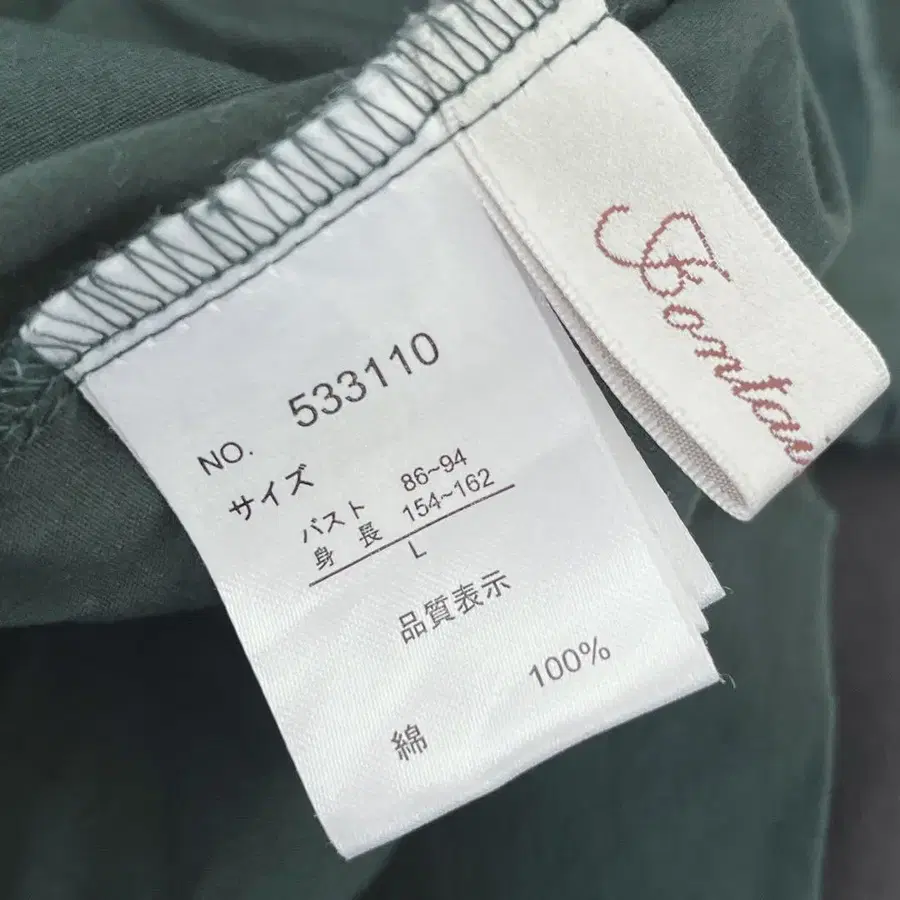 NO. 533110
サイズ
バスト 86~94
身長 154~162
L
品質表示
綿 100%